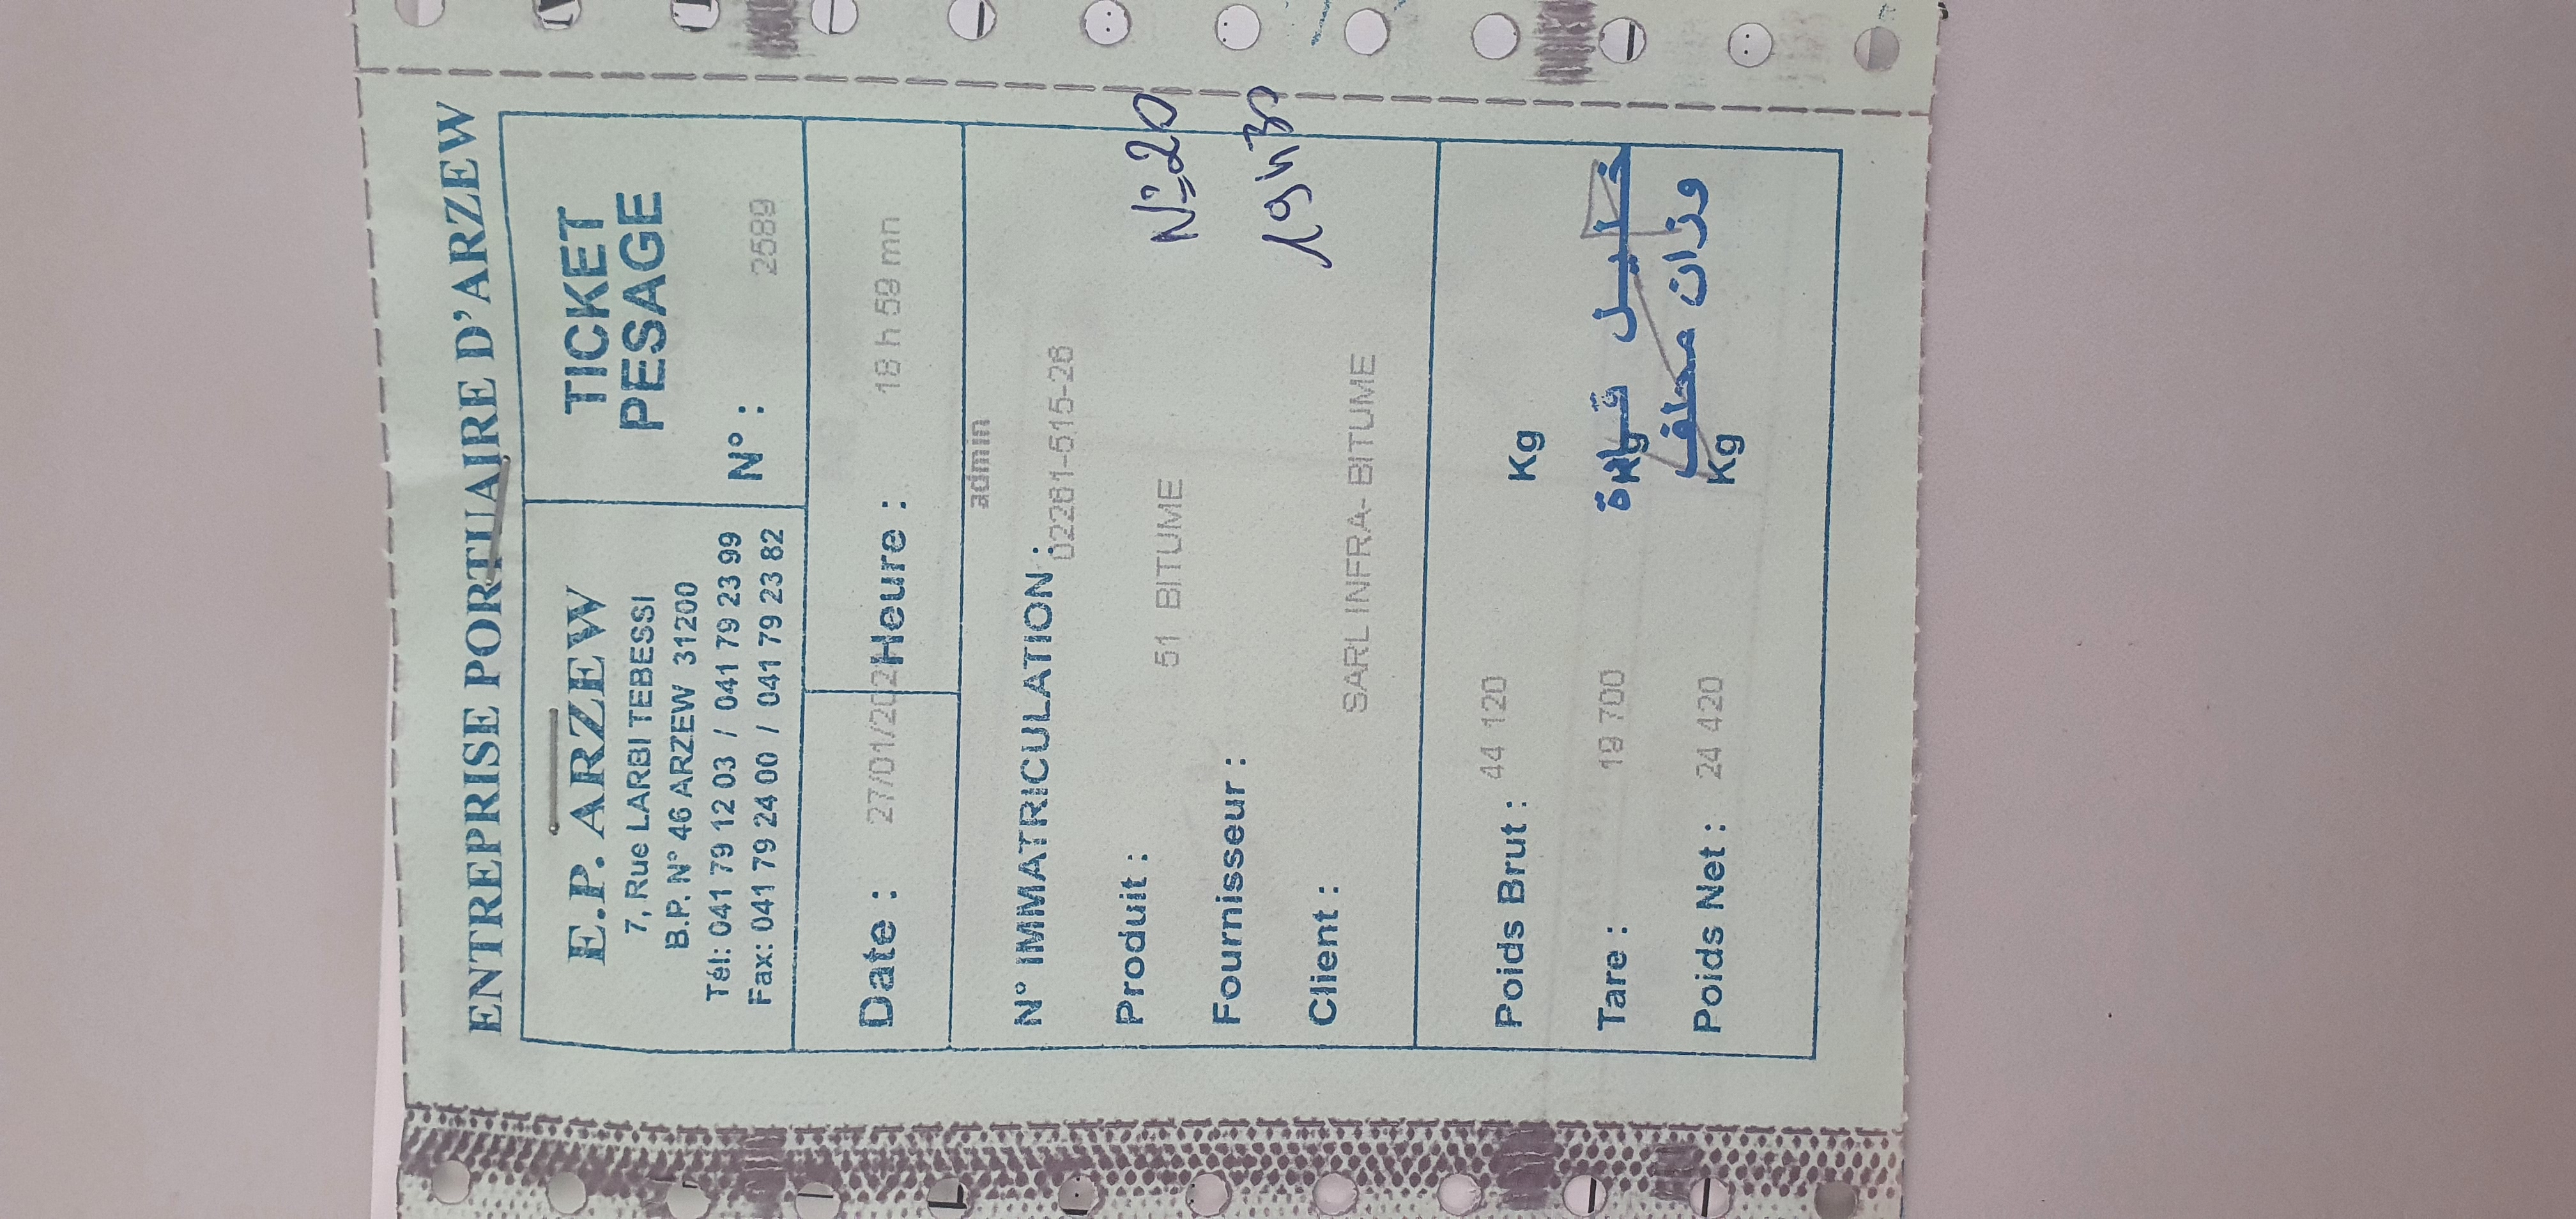 ENTREPRISE PORTUAIRE D'ARZEW
E.P. ARZEW
7, Rue LARBI TEBESSI
B.P. N° 46 ARZEW 31200
Tél: 041 79 12 03 / 041 79 23 99
Fax: 041 79 24 00 / 041 79 23 82
TICKET
PESAGE
N° : 2589
Date : 27/01/202
Heure : 18 h 59 mn
admin
N° IMMATRICULATION :
02261-515-26
Produit :
51 BITUME
N° 20
Fournisseur :
19h30
Client :
SARL INFRA- BITUME
Poids Brut : 44 120 Kg
Tare : 19 700 Kg
خليل قادة
وزان محلف
Poids Net : 24 420 Kg